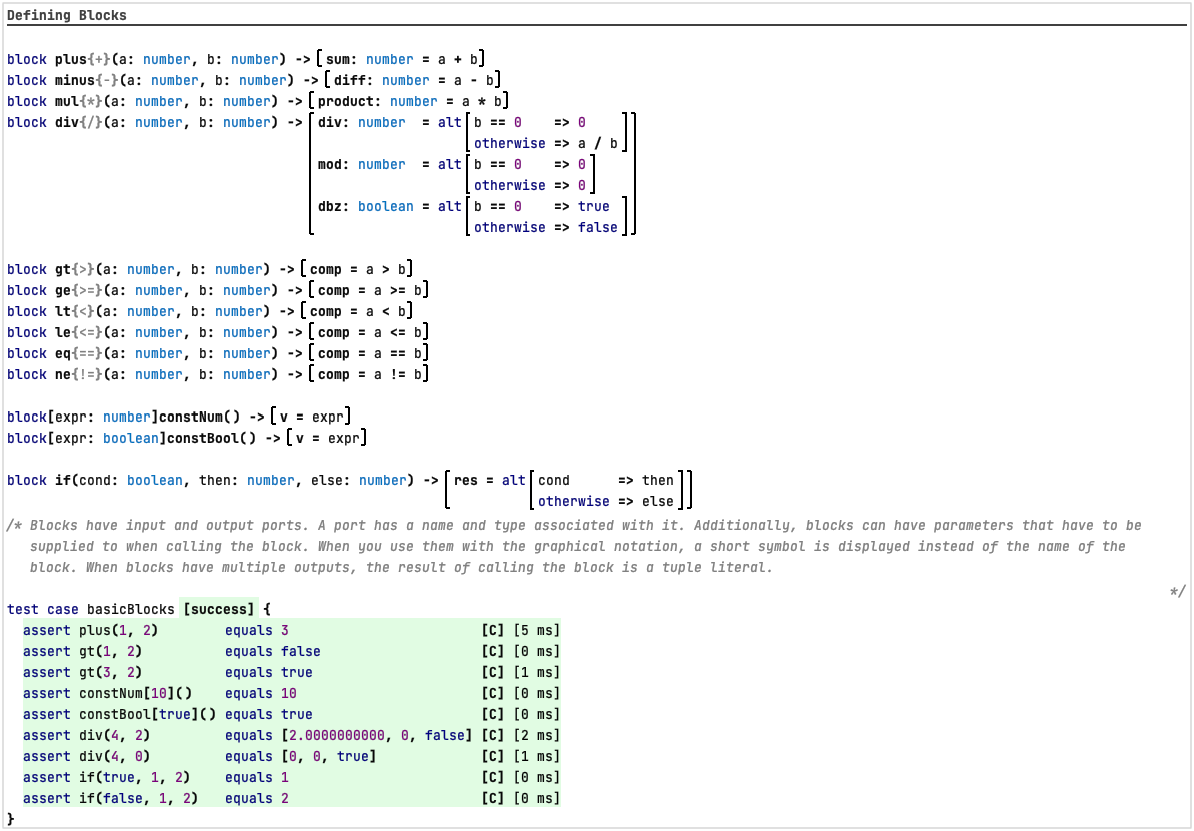 Defining Blocks
block plus{+}(a: number, b: number) -> [sum: number = a + b]
block minus{-}(a: number, b: number) -> [diff: number = a - b]
block mul{*}(a: number, b: number) -> [product: number = a * b]
block div{/}(a: number, b: number) -> [div: number = alt[b == 0 => 0
otherwise => a / b]
mod: number = alt[b == 0 => 0
otherwise => 0]
dbz: boolean = alt[b == 0 => true
otherwise => false]]
block gt{>}(a: number, b: number) -> [comp = a > b]
block ge{>=}(a: number, b: number) -> [comp = a >= b]
block lt{<}(a: number, b: number) -> [comp = a < b]
block le{<=}(a: number, b: number) -> [comp = a <= b]
block eq{==}(a: number, b: number) -> [comp = a == b]
block ne{!=}(a: number, b: number) -> [comp = a != b]
block[expr: number]constNum() -> [v = expr]
block[expr: boolean]constBool() -> [v = expr]
block if(cond: boolean, then: number, else: number) -> [res = alt[cond => then
otherwise => else]]
/* Blocks have input and output ports. A port has a name and type associated with it. Additionally, blocks can have parameters that have to be
supplied to when calling the block. When you use them with the graphical notation, a short symbol is displayed instead of the name of the
block. When blocks have multiple outputs, the result of calling the block is a tuple literal.
*/
test case basicBlocks [success] {
assert plus(1, 2) equals 3 [C] [5 ms]
assert gt(1, 2) equals false [C] [0 ms]
assert gt(3, 2) equals true [C] [1 ms]
assert constNum[10]() equals 10 [C] [0 ms]
assert constBool[true]() equals true [C] [0 ms]
assert div(4, 2) equals [2.0000000000, 0, false] [C] [2 ms]
assert div(4, 0) equals [0, 0, true] [C] [1 ms]
assert if(true, 1, 2) equals 1 [C] [0 ms]
assert if(false, 1, 2) equals 2 [C] [0 ms]
}